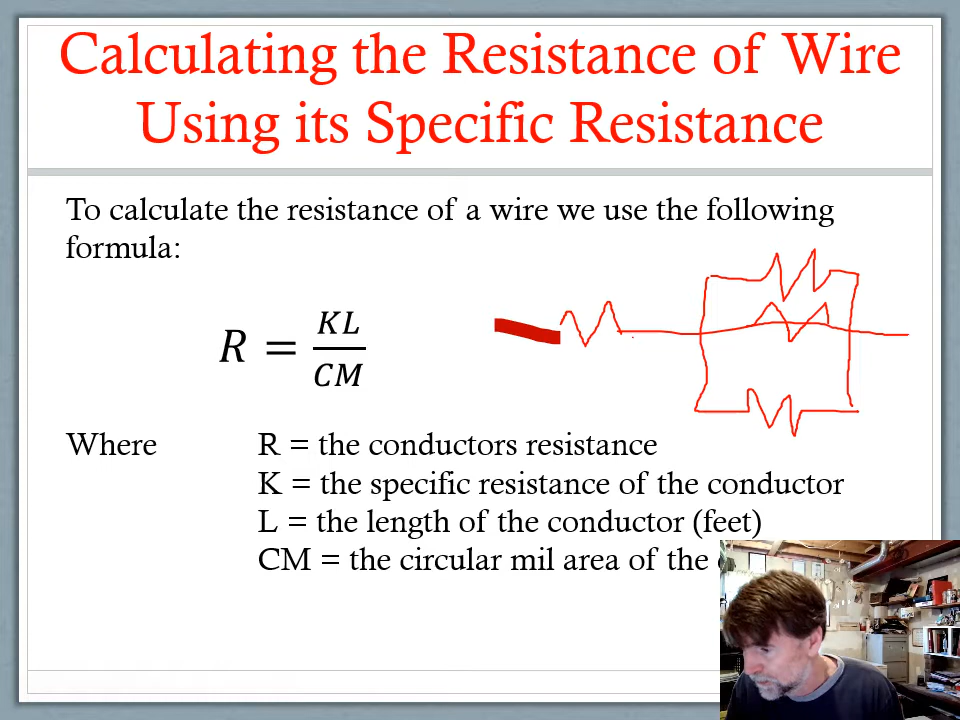 Calculating the Resistance of Wire
Using its Specific Resistance
To calculate the resistance of a wire we use the following
formula:
R = KL/CM
Where R = the conductors resistance
K = the specific resistance of the conductor
L = the length of the conductor (feet)
CM = the circular mil area of the